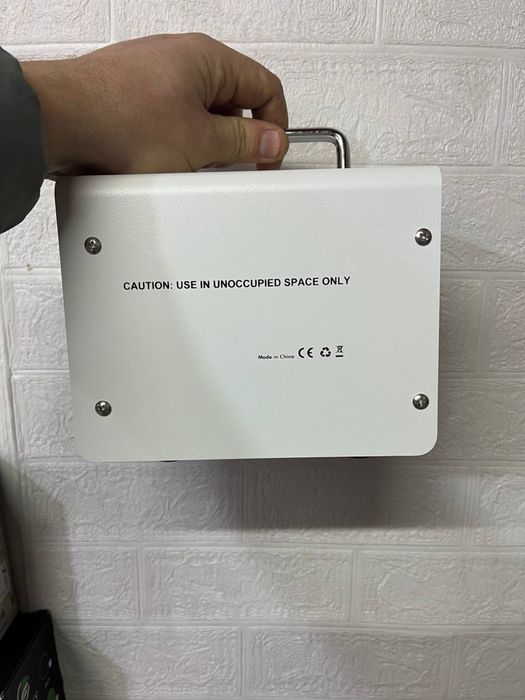 CAUTION: USE IN UNOCCUPIED SPACE ONLY
Made in China CE